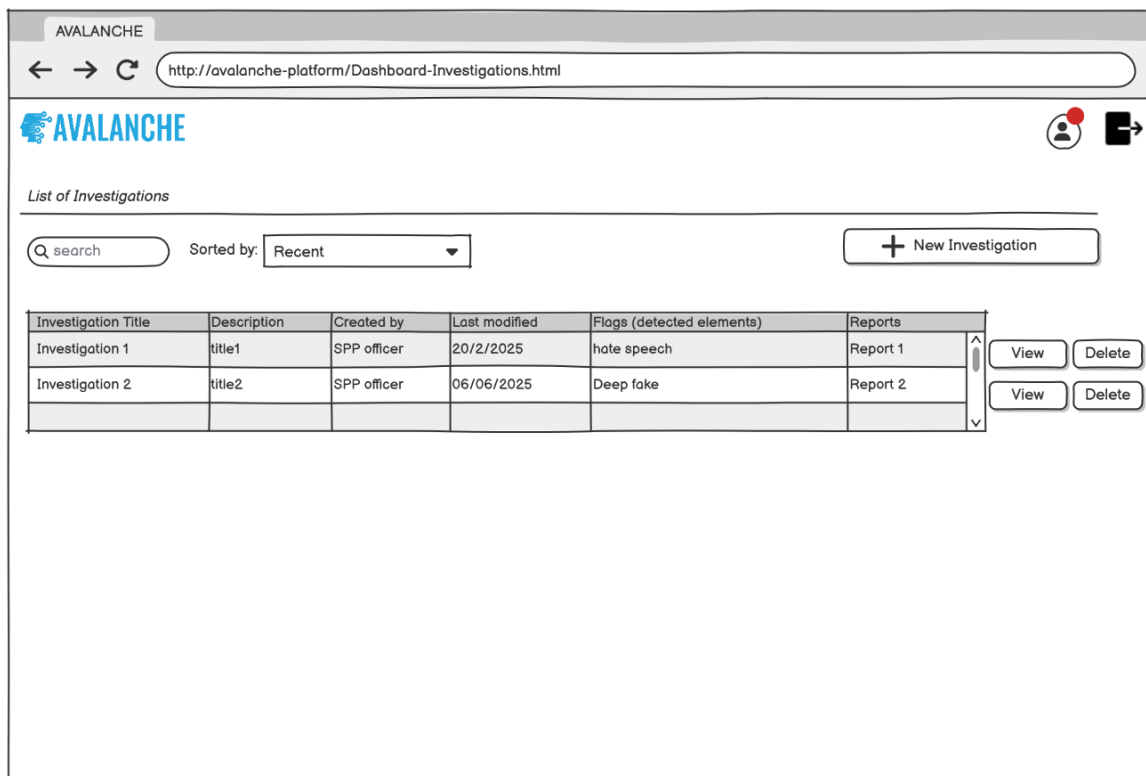 AVALANCHE
http://avalanche-platform/Dashboard-Investigations.html
AVALANCHE
List of Investigations
search Sorted by: Recent New Investigation
Investigation Title Description Created by Last modified Flags (detected elements) Reports
Investigation 1 title1 SPP officer 20/2/2025 hate speech Report 1 View Delete
Investigation 2 title2 SPP officer 06/06/2025 Deep fake Report 2 View Delete